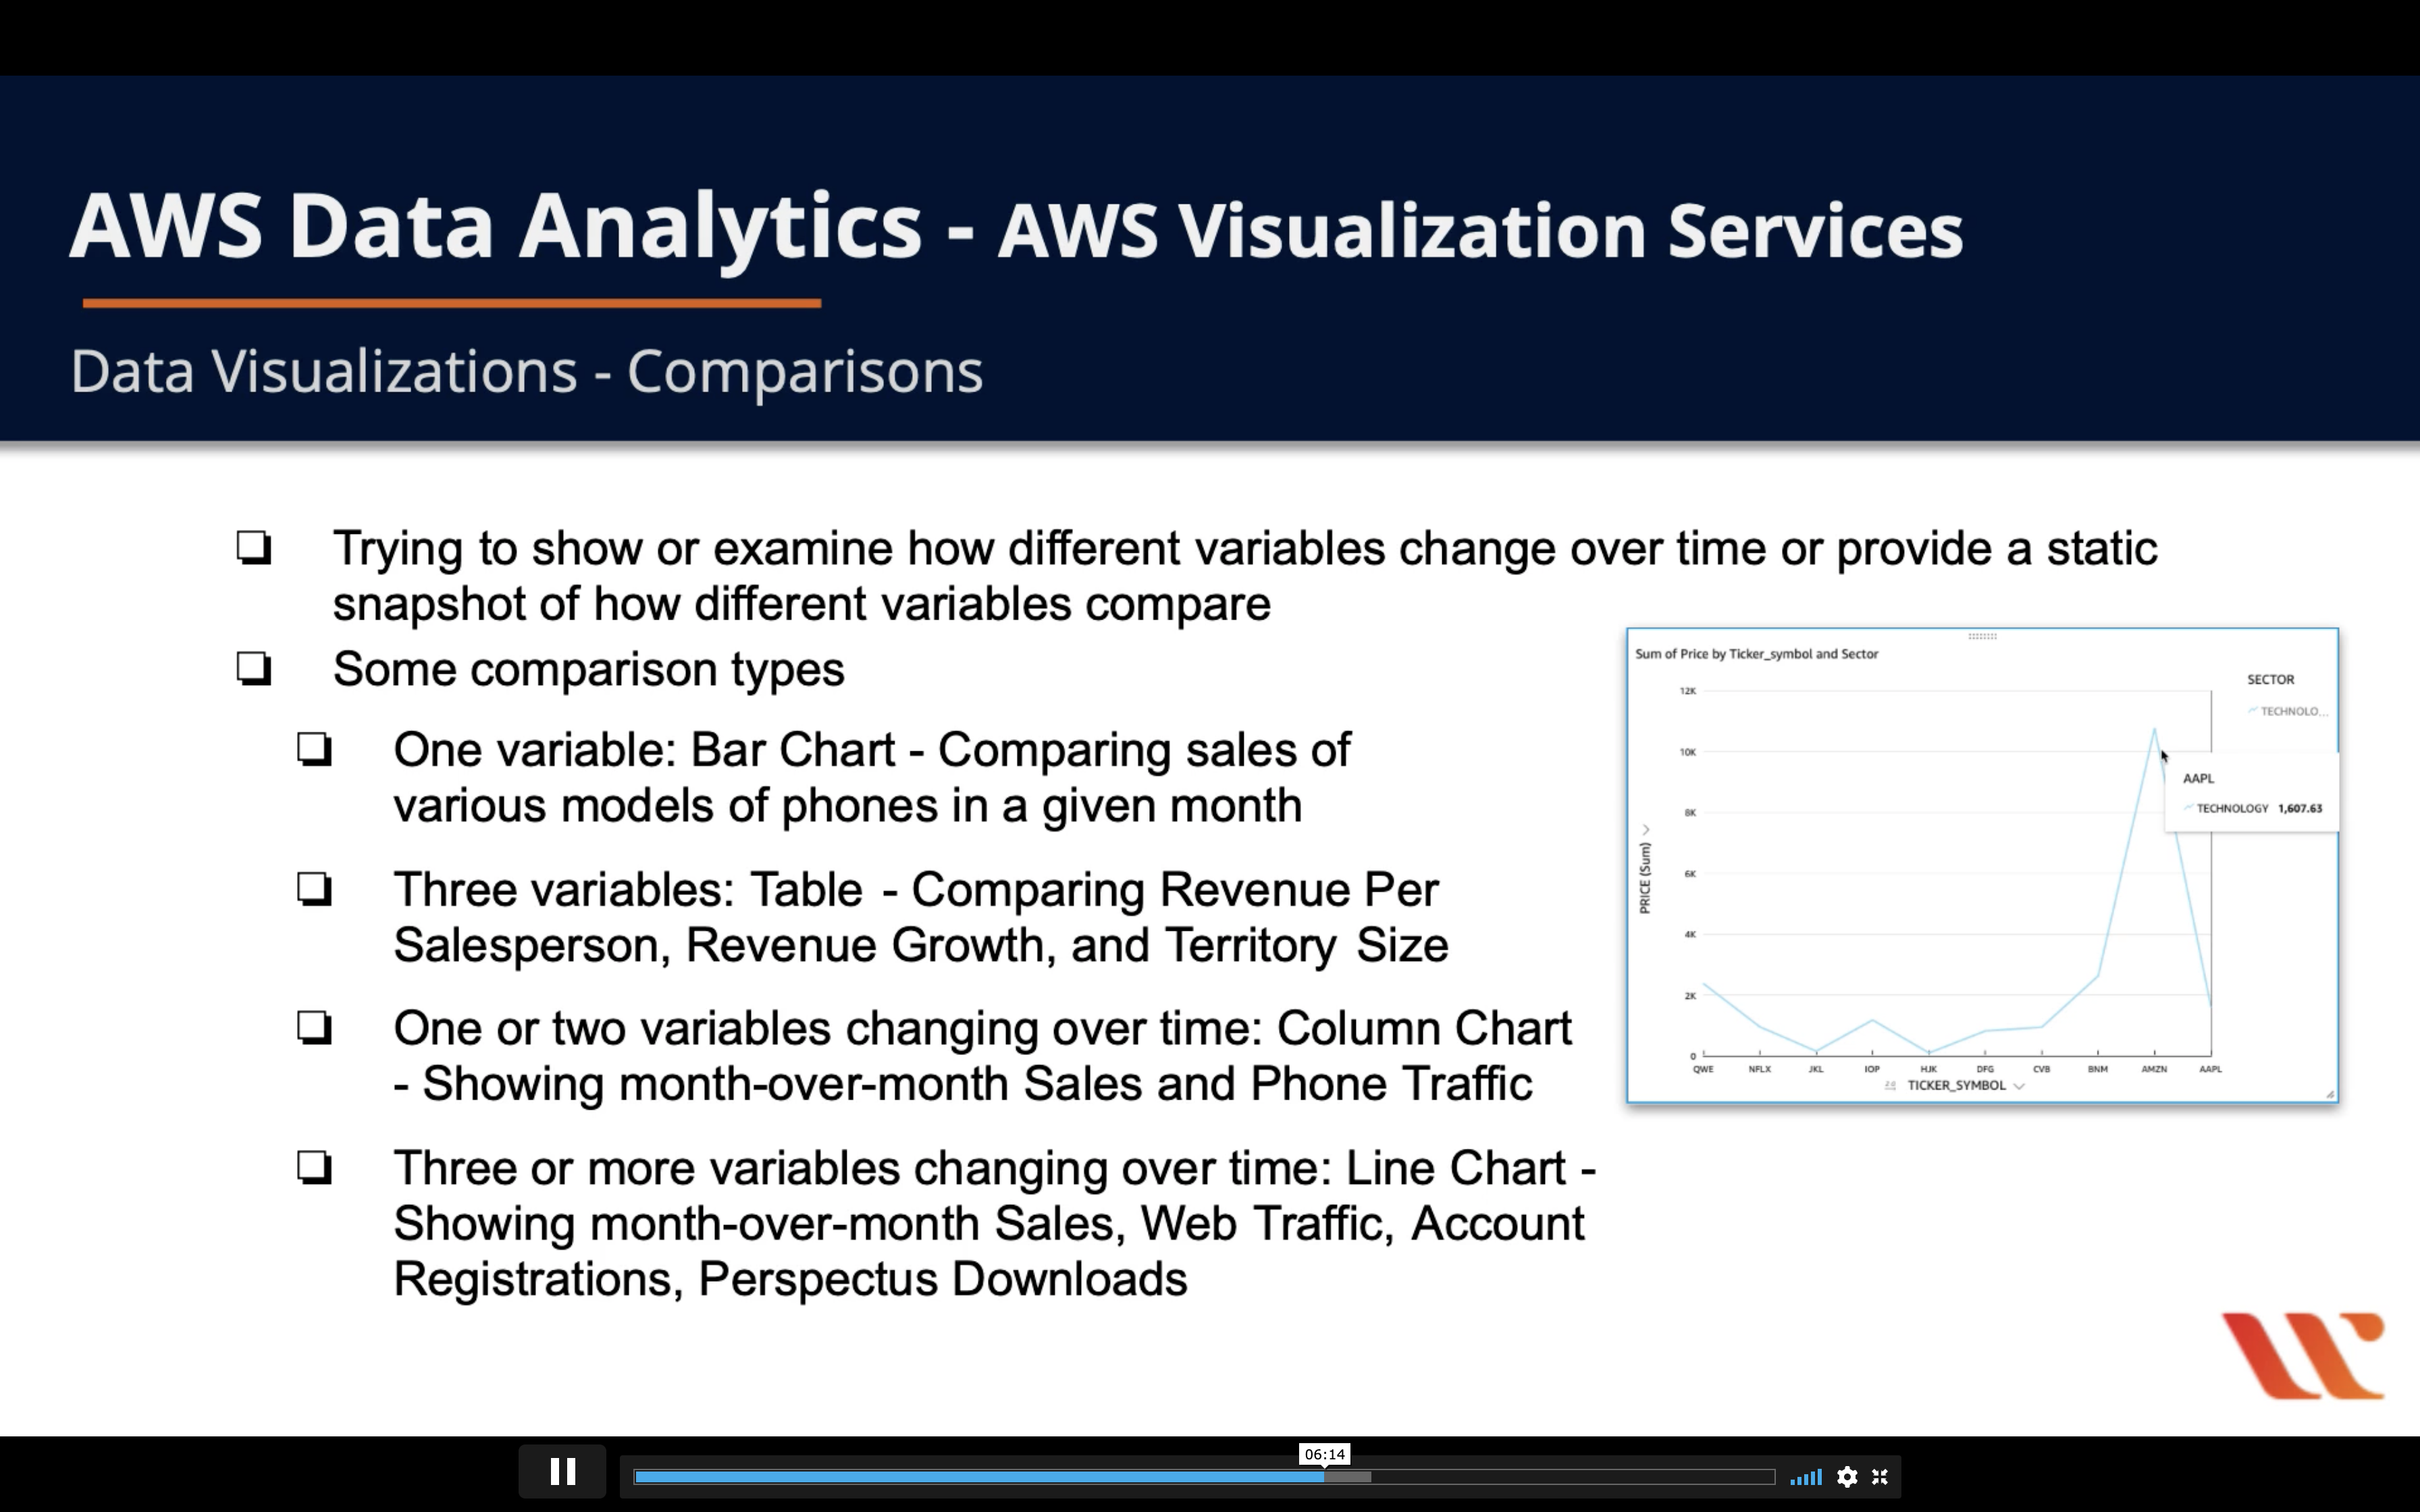 AWS Data Analytics - AWS Visualization Services
Data Visualizations - Comparisons
Trying to show or examine how different variables change over time or provide a static
snapshot of how different variables compare
Some comparison types
One variable: Bar Chart - Comparing sales of
various models of phones in a given month
Three variables: Table - Comparing Revenue Per
Salesperson, Revenue Growth, and Territory Size
One or two variables changing over time: Column Chart
- Showing month-over-month Sales and Phone Traffic
Three or more variables changing over time: Line Chart -
Showing month-over-month Sales, Web Traffic, Account
Registrations, Perspectus Downloads
Sum of Price by Ticker_symbol and Sector
SECTOR
TECHNOLO...
12K
10K
8K
6K
4K
2K
0
PRICE (Sum)
AAPL
TECHNOLOGY 1,607.63
QWE NFLX JKL IOP HJK DFG CVB BNM AMZN AAPL
TICKER_SYMBOL
06:14